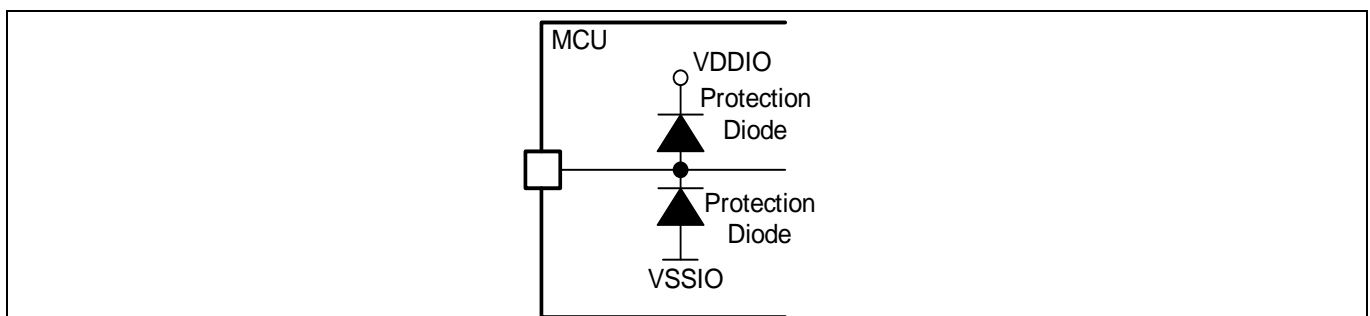 MCU
VDDIO
Protection
Diode
Protection
Diode
VSSIO